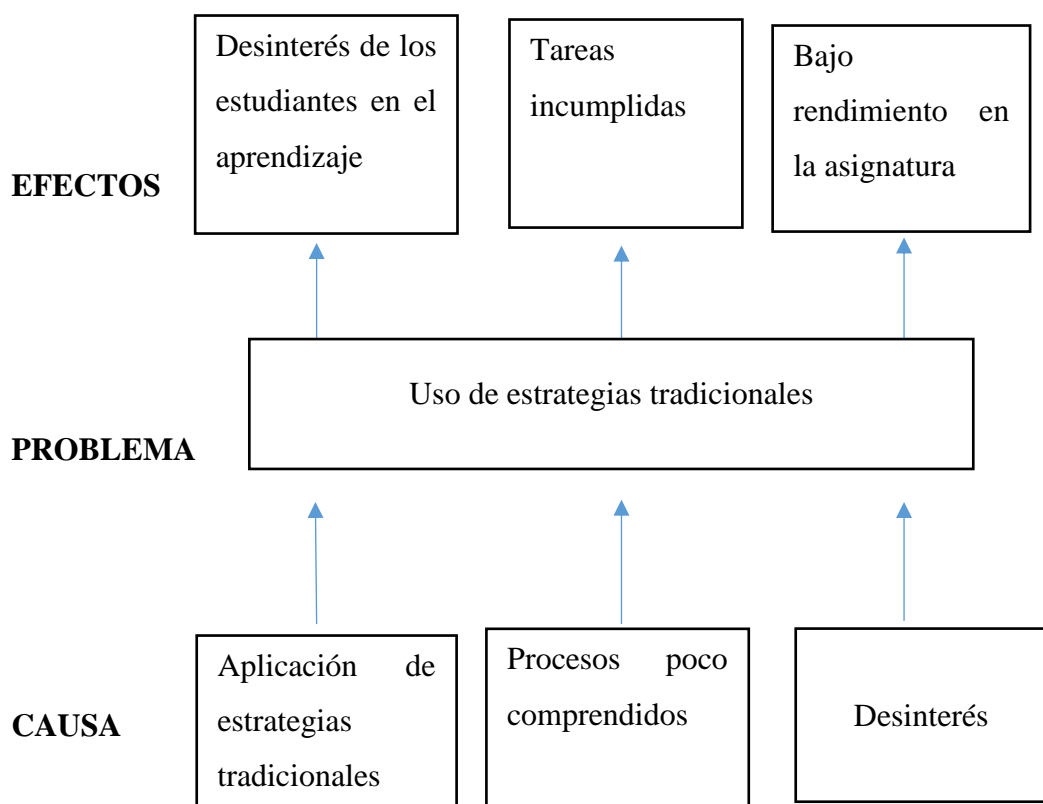 Desinterés de los
estudiantes en el
aprendizaje
Tareas
incumplidas
Bajo
rendimiento en
la asignatura
EFECTOS
Uso de estrategias tradicionales
PROBLEMA
Aplicación de
estrategias
tradicionales
Procesos poco
comprendidos
Desinterés
CAUSA